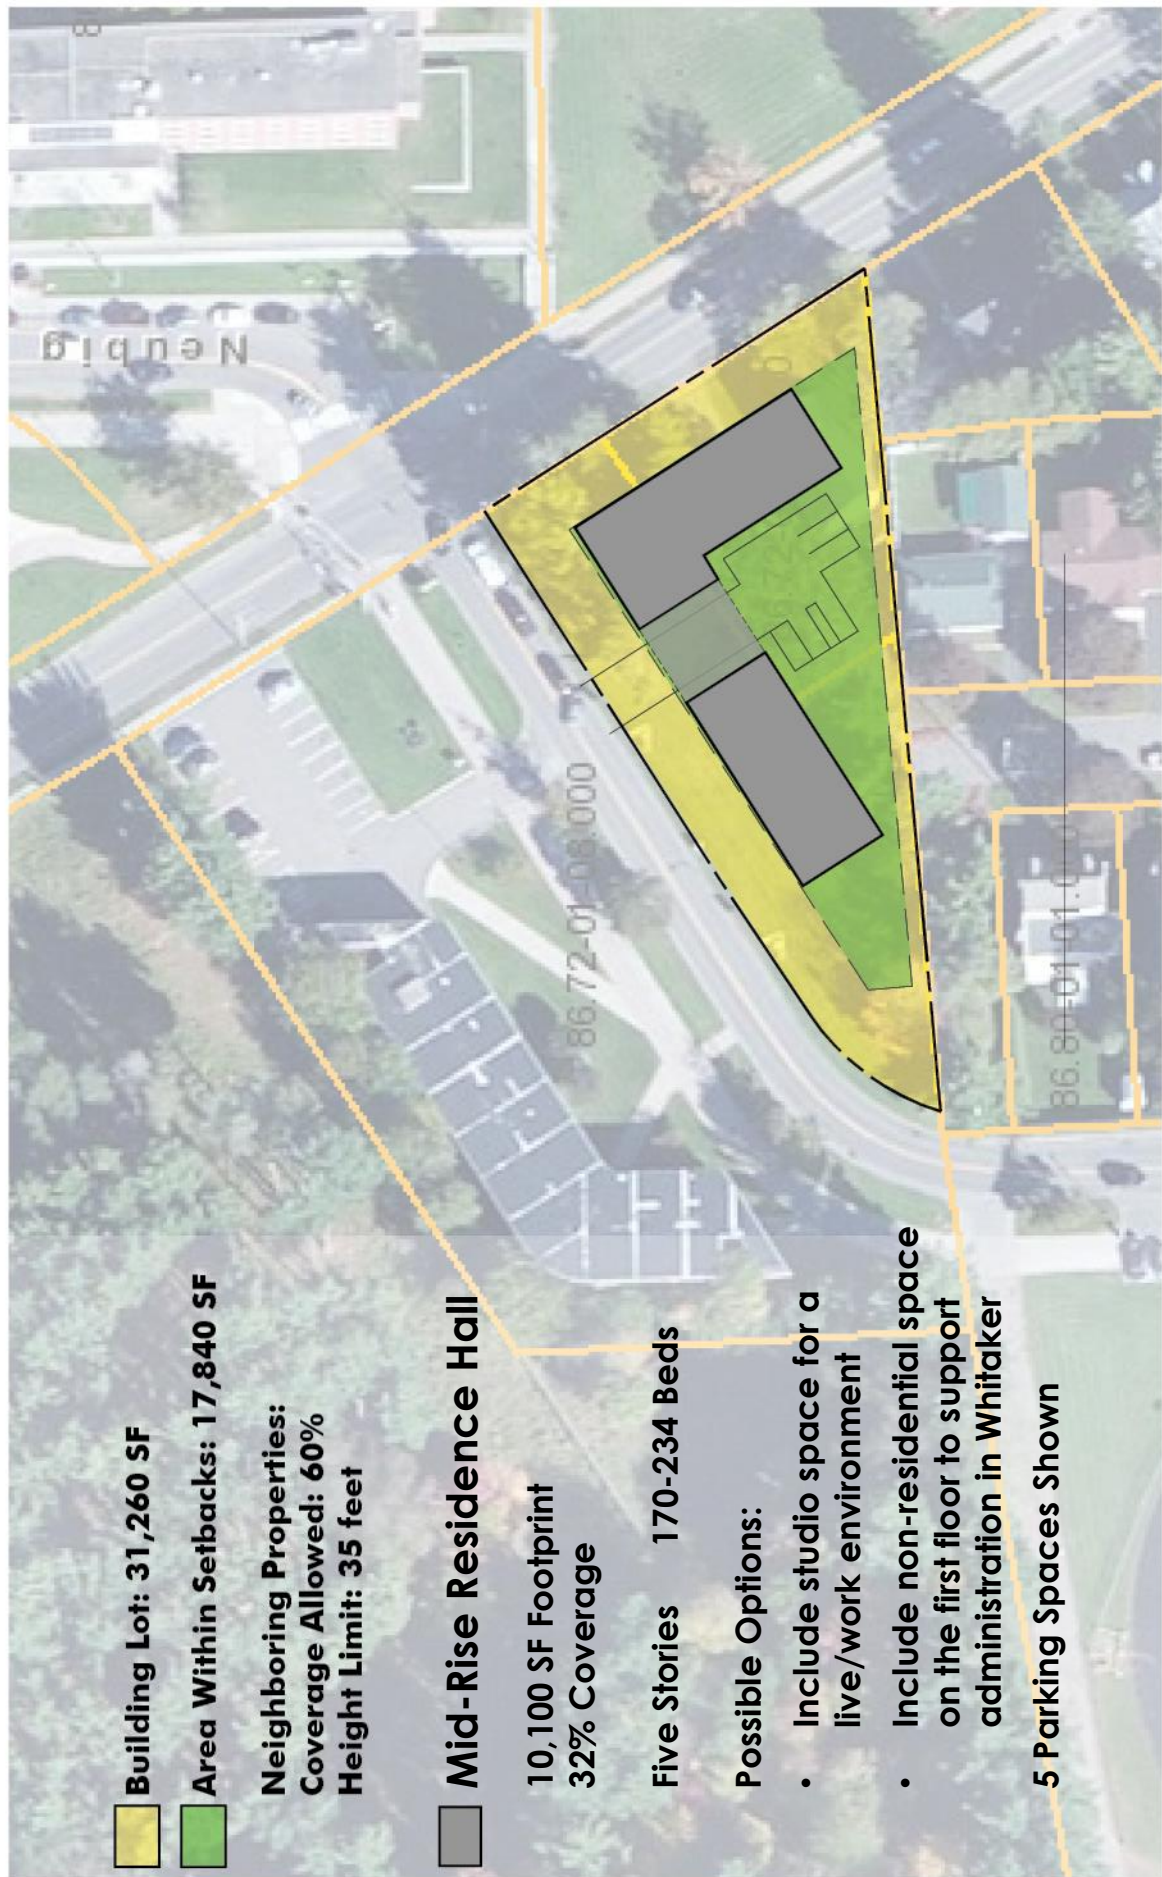 Building Lot: 31,260 SF
Area Within Setbacks: 17,840 SF
Neighboring Properties:
Coverage Allowed: 60%
Height Limit: 35 feet
Mid-Rise Residence Hall
10,100 SF Footprint
32% Coverage
Five Stories 170-234 Beds
Possible Options:
• Include studio space for a
live/work environment
• Include non-residential space
on the first floor to support
administration in Whitaker
5 Parking Spaces Shown
Neubig
86.72-01-08.000